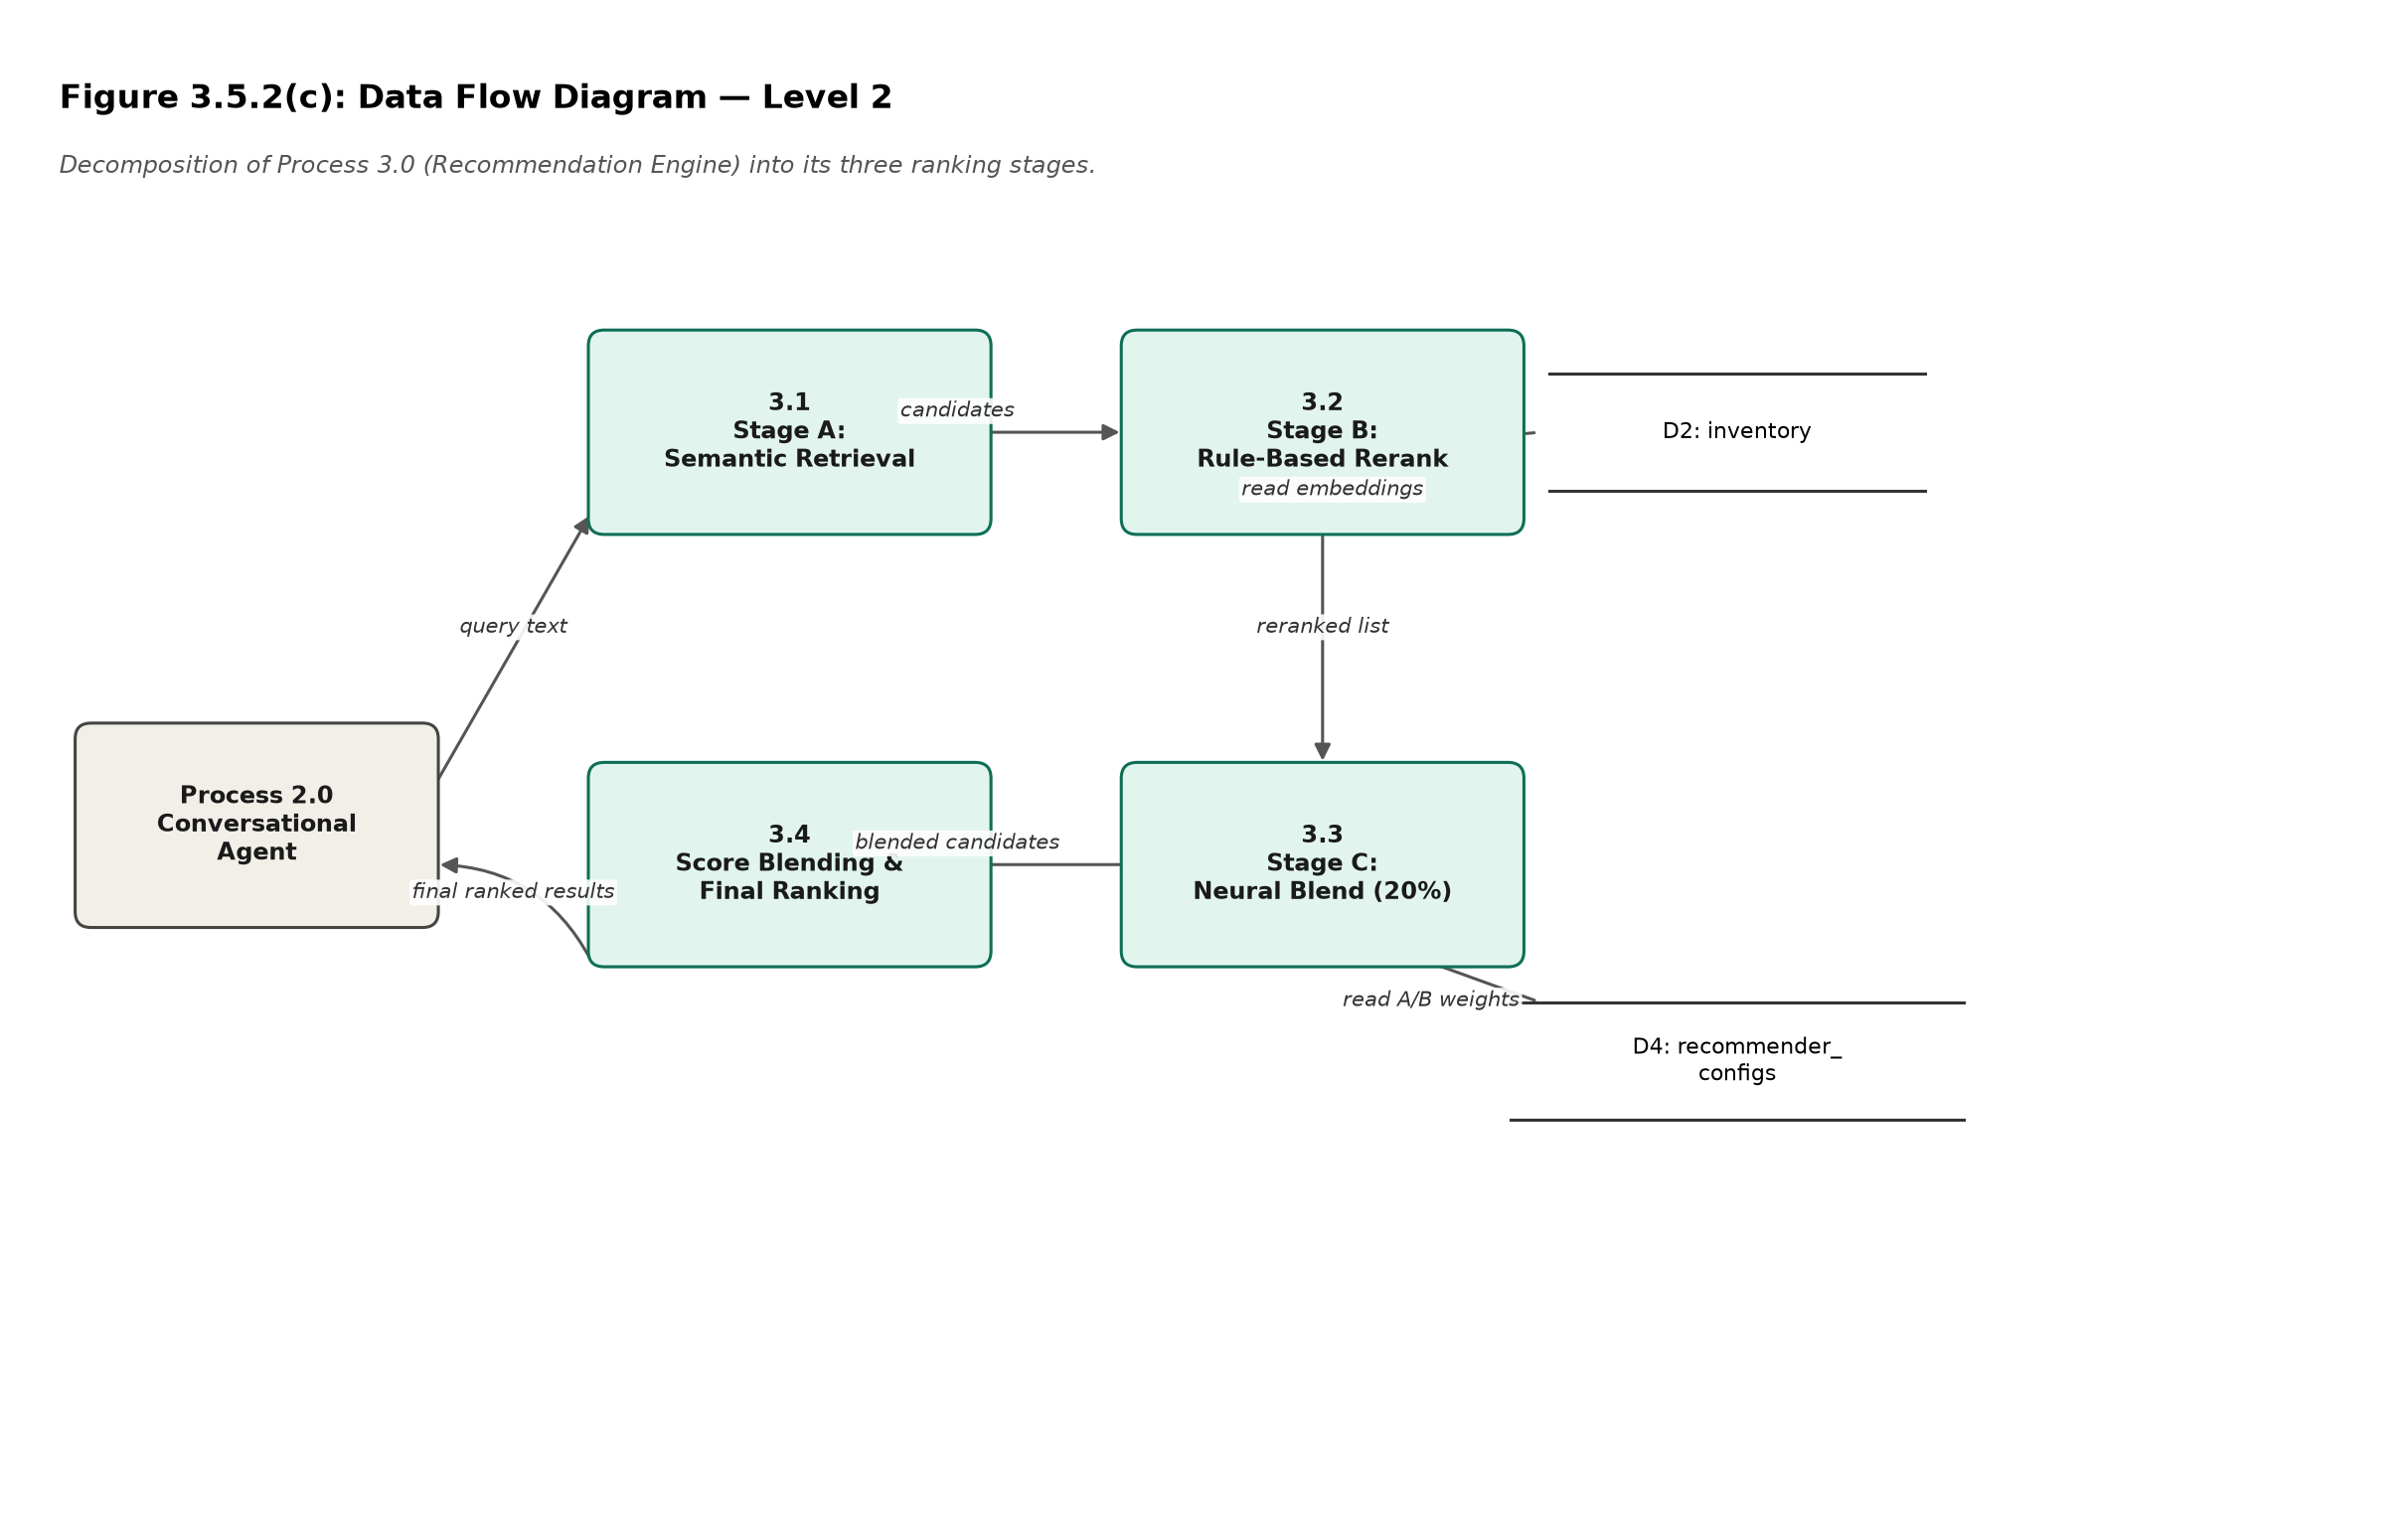 Figure 3.5.2(c): Data Flow Diagram — Level 2
Decomposition of Process 3.0 (Recommendation Engine) into its three ranking stages.
3.1
Stage A:
Semantic Retrieval
candidates
3.2
Stage B:
Rule-Based Rerank
read embeddings
D2: inventory
query text
reranked list
Process 2.0
Conversational
Agent
final ranked results
3.4
Score Blending &
Final Ranking
blended candidates
3.3
Stage C:
Neural Blend (20%)
read A/B weights
D4: recommender_
configs